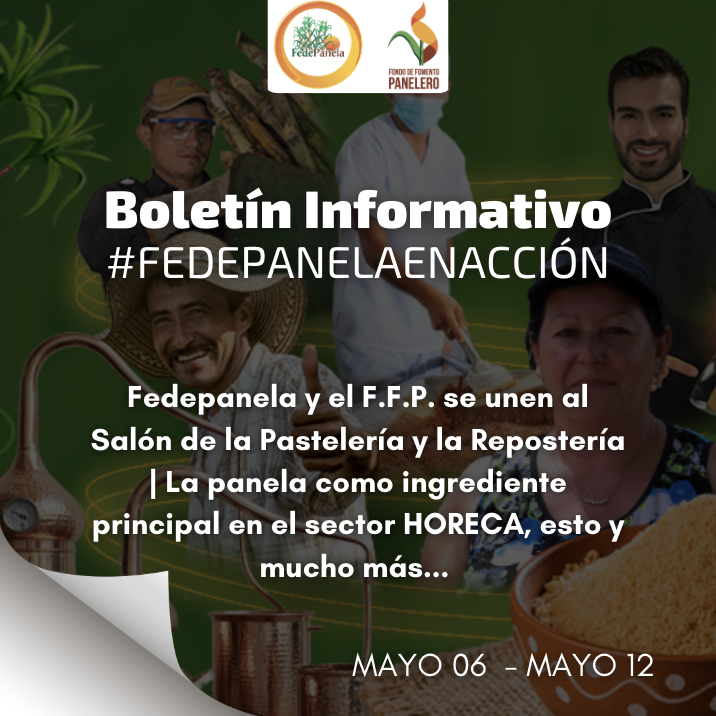 FedePanela
FONDO DE FOMENTO
PANELERO
Boletín Informativo
#FEDEPANELAENACCIÓN
Fedepanela y el F.F.P. se unen al
Salón de la Pastelería y la Repostería
| La panela como ingrediente
principal en el sector HORECA, esto y
mucho más...
MAYO 06 - MAYO 12